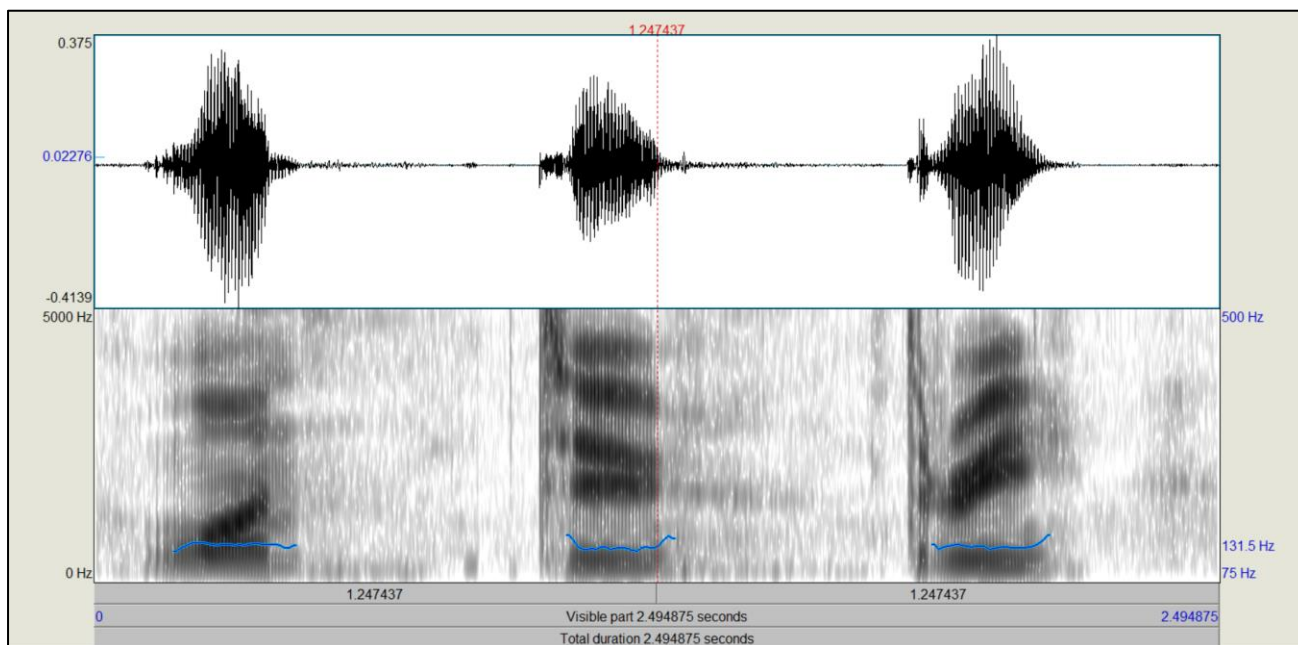 1.247437
0.375
0.02276
-0.4139
5000 Hz
500 Hz
131.5 Hz
0 Hz
75 Hz
1.247437 1.247437
0 Visible part 2.494875 seconds 2.494875
Total duration 2.494875 seconds